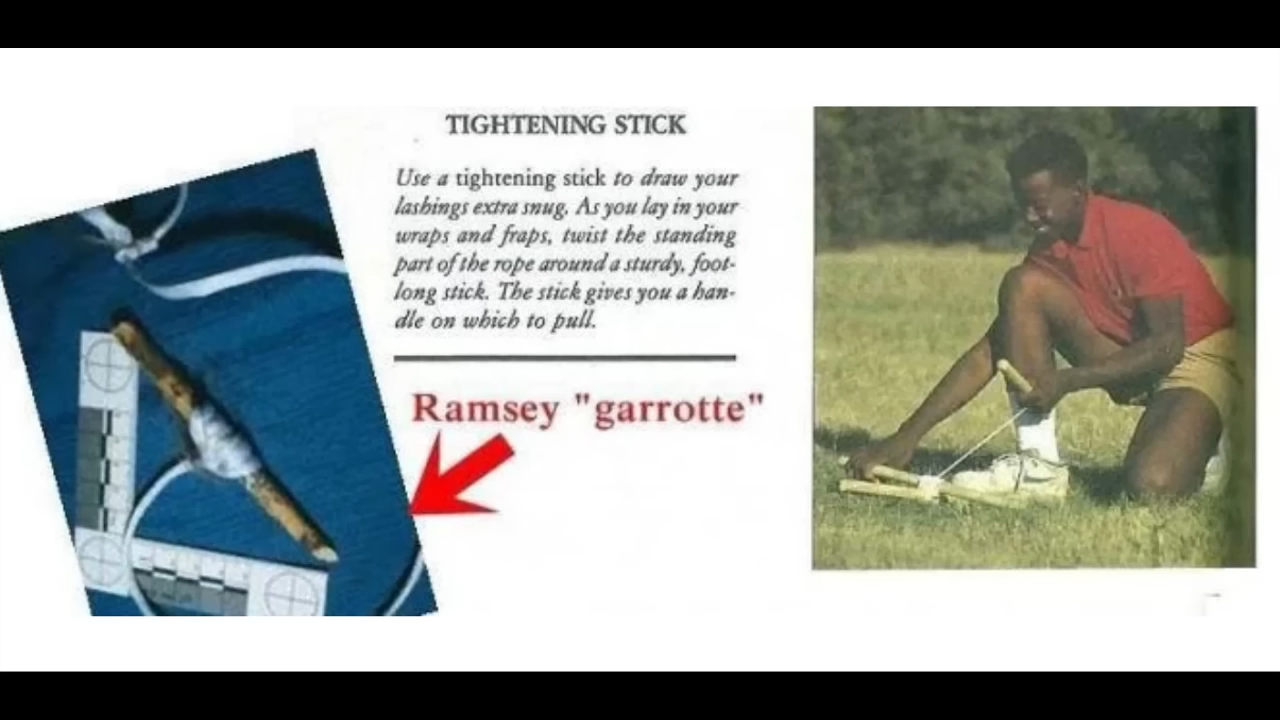 TIGHTENING STICK
Use a tightening stick to draw your
lashings extra snug. As you lay in your
wraps and fraps, twist the standing
part of the rope around a sturdy, foot-
long stick. The stick gives you a han-
dle on which to pull.
Ramsey "garrotte"